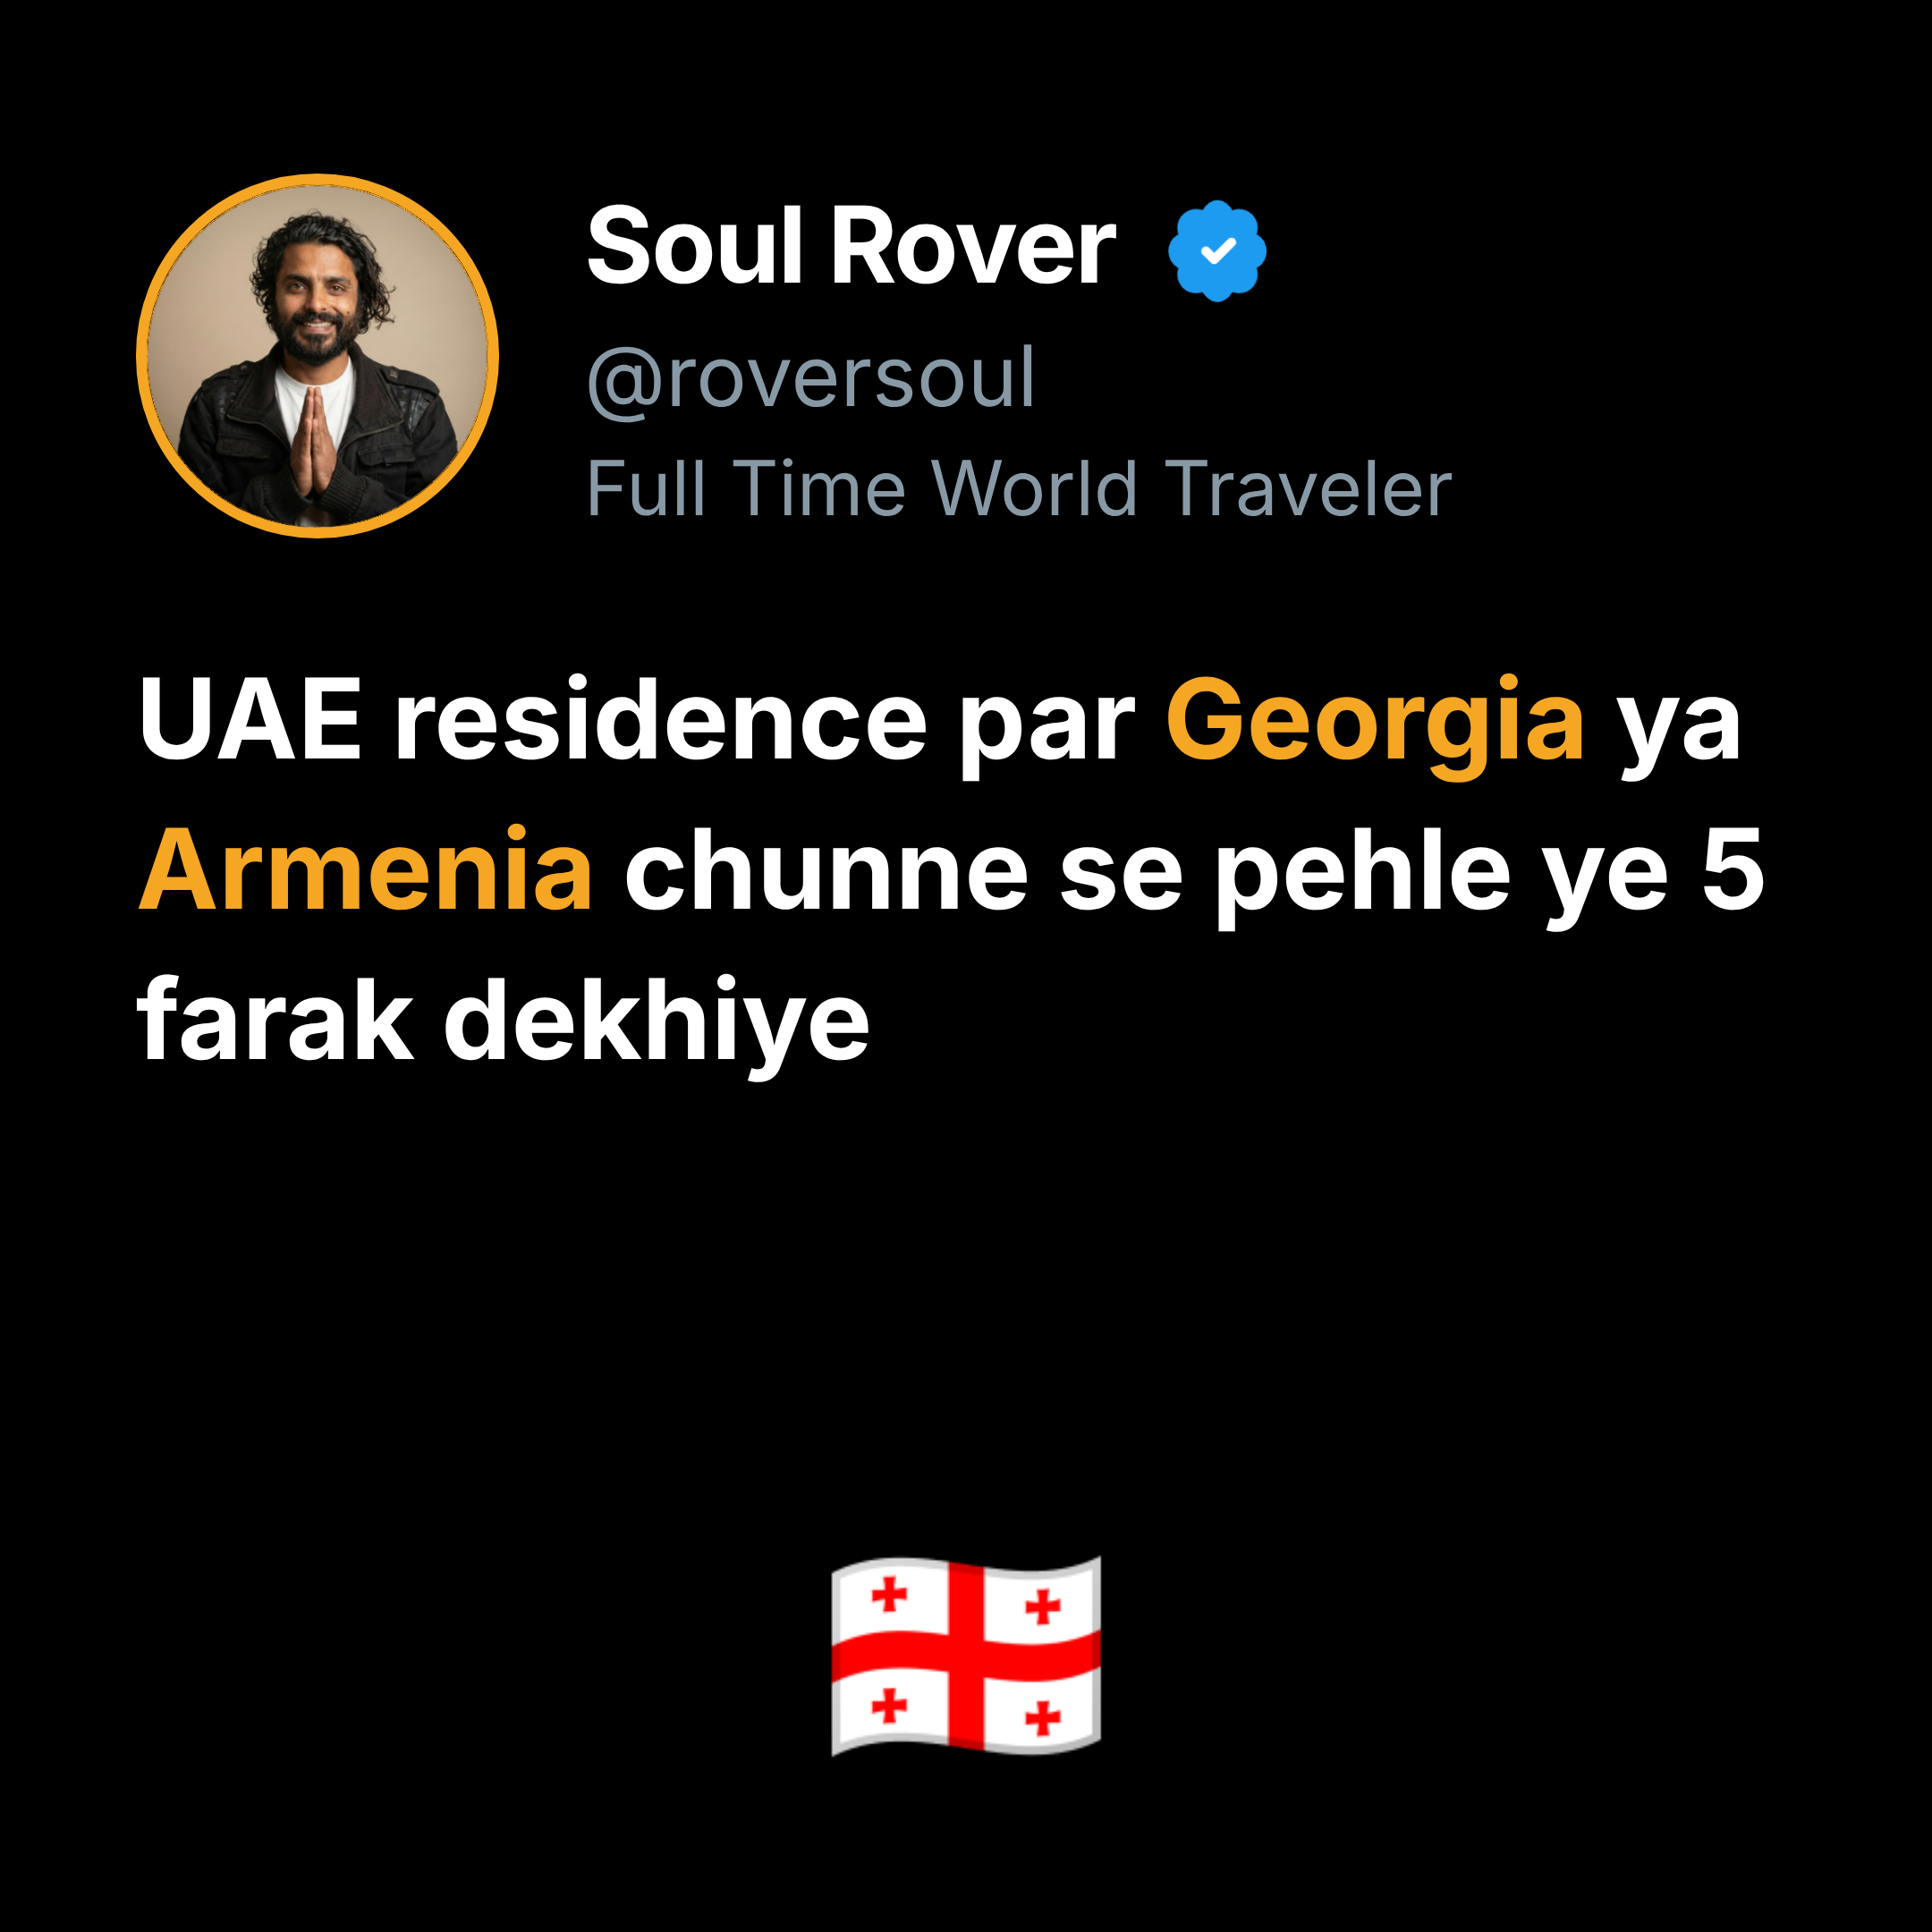 Soul Rover
@roversoul
Full Time World Traveler
UAE residence par Georgia ya
Armenia chunne se pehle ye 5
farak dekhiye